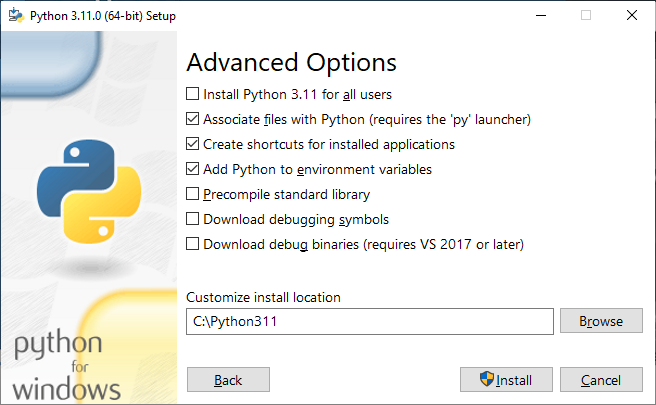 Python 3.11.0 (64-bit) Setup
Advanced Options
Install Python 3.11 for all users
Associate files with Python (requires the 'py' launcher)
Create shortcuts for installed applications
Add Python to environment variables
Precompile standard library
Download debugging symbols
Download debug binaries (requires VS 2017 or later)
Customize install location
C:\Python311
Browse
python
for
windows
Back
Install
Cancel